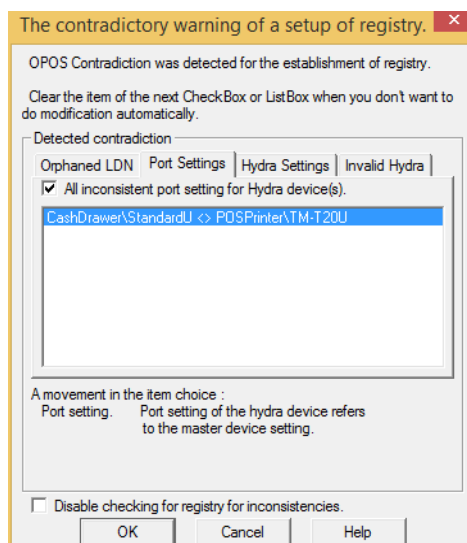 The contradictory warning of a setup of registry.
OPOS Contradiction was detected for the establishment of registry.
Clear the item of the next CheckBox or ListBox when you don't want to
do modification automatically.
Detected contradiction
Orphaned LDN Port Settings Hydra Settings Invalid Hydra
All inconsistent port setting for Hydra device(s).
CashDrawer\StandardU <> POSPrinter\TM-T20U
A movement in the item choice :
Port setting. Port setting of the hydra device refers
to the master device setting.
Disable checking for registry for inconsistencies.
OK Cancel Help